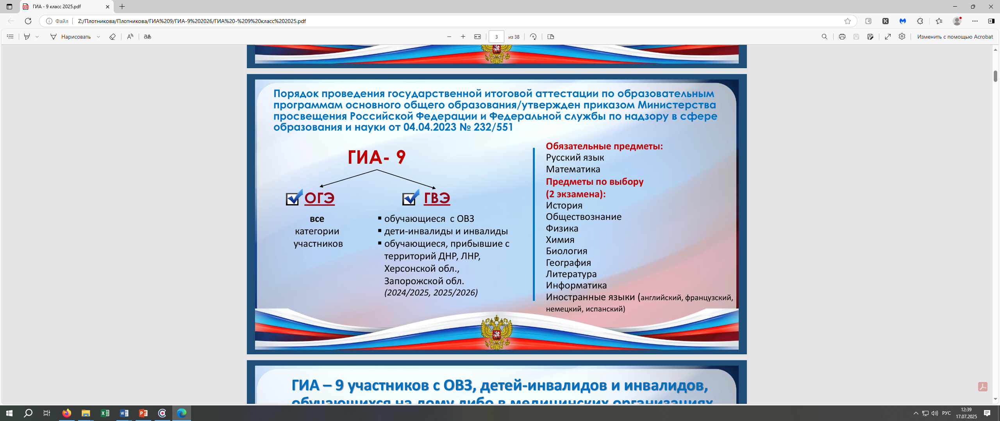 ГИА - 9 класс 2025.pdf
Файл
Z:/Плотникова/Плотникова/ГИА%209/ГИА-9%202026/ГИА%20-%209%20класс%202025.pdf
Нарисовать
3
из 38
Изменить с помощью Acrobat
Порядок проведения государственной итоговой аттестации по образовательным
программам основного общего образования/утвержден приказом Министерства
просвещения Российской Федерации и Федеральной службы по надзору в сфере
образования и науки от 04.04.2023 № 232/551
ГИА- 9
ОГЭ
все
категории
участников
ГВЭ
обучающиеся с ОВЗ
дети-инвалиды и инвалиды
обучающиеся, прибывшие с
территорий ДНР, ЛНР,
Херсонской обл.,
Запорожской обл.
(2024/2025, 2025/2026)
Обязательные предметы:
Русский язык
Математика
Предметы по выбору
(2 экзамена):
История
Обществознание
Физика
Химия
Биология
География
Литература
Информатика
Иностранные языки (английский, французский,
немецкий, испанский)
ГИА – 9 участников с ОВЗ, детей-инвалидов и инвалидов,
обучающихся на дому либо в медицинских организациях
РУС
12:39
17.07.2025